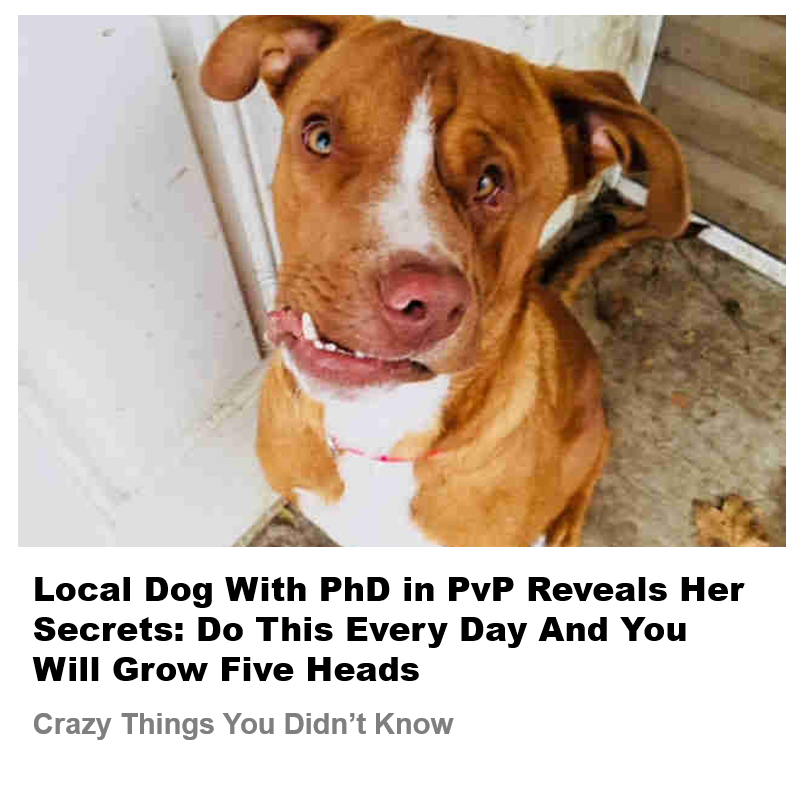 Local Dog With PhD in PvP Reveals Her
Secrets: Do This Every Day And You
Will Grow Five Heads
Crazy Things You Didn’t Know